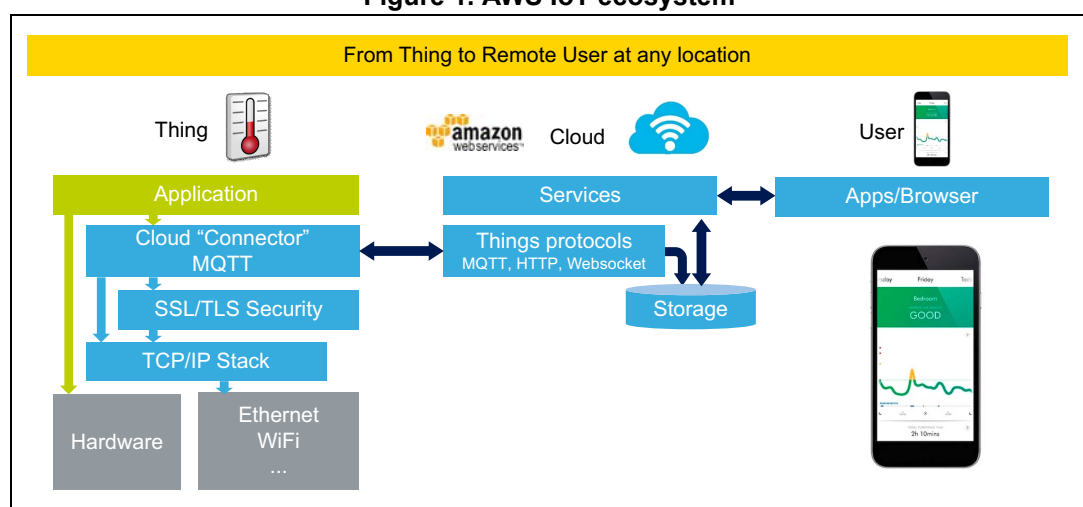 Figure 1. AWS IoT ecosystem
From Thing to Remote User at any location
Thing
amazon
webservices™
Cloud
User
Application
Services
Apps/Browser
Cloud “Connector”
MQTT
Things protocols
MQTT, HTTP, Websocket
SSL/TLS Security
Storage
TCP/IP Stack
Hardware
Ethernet
WiFi
...
Friday
Bedroom
GOOD
2h 10mins